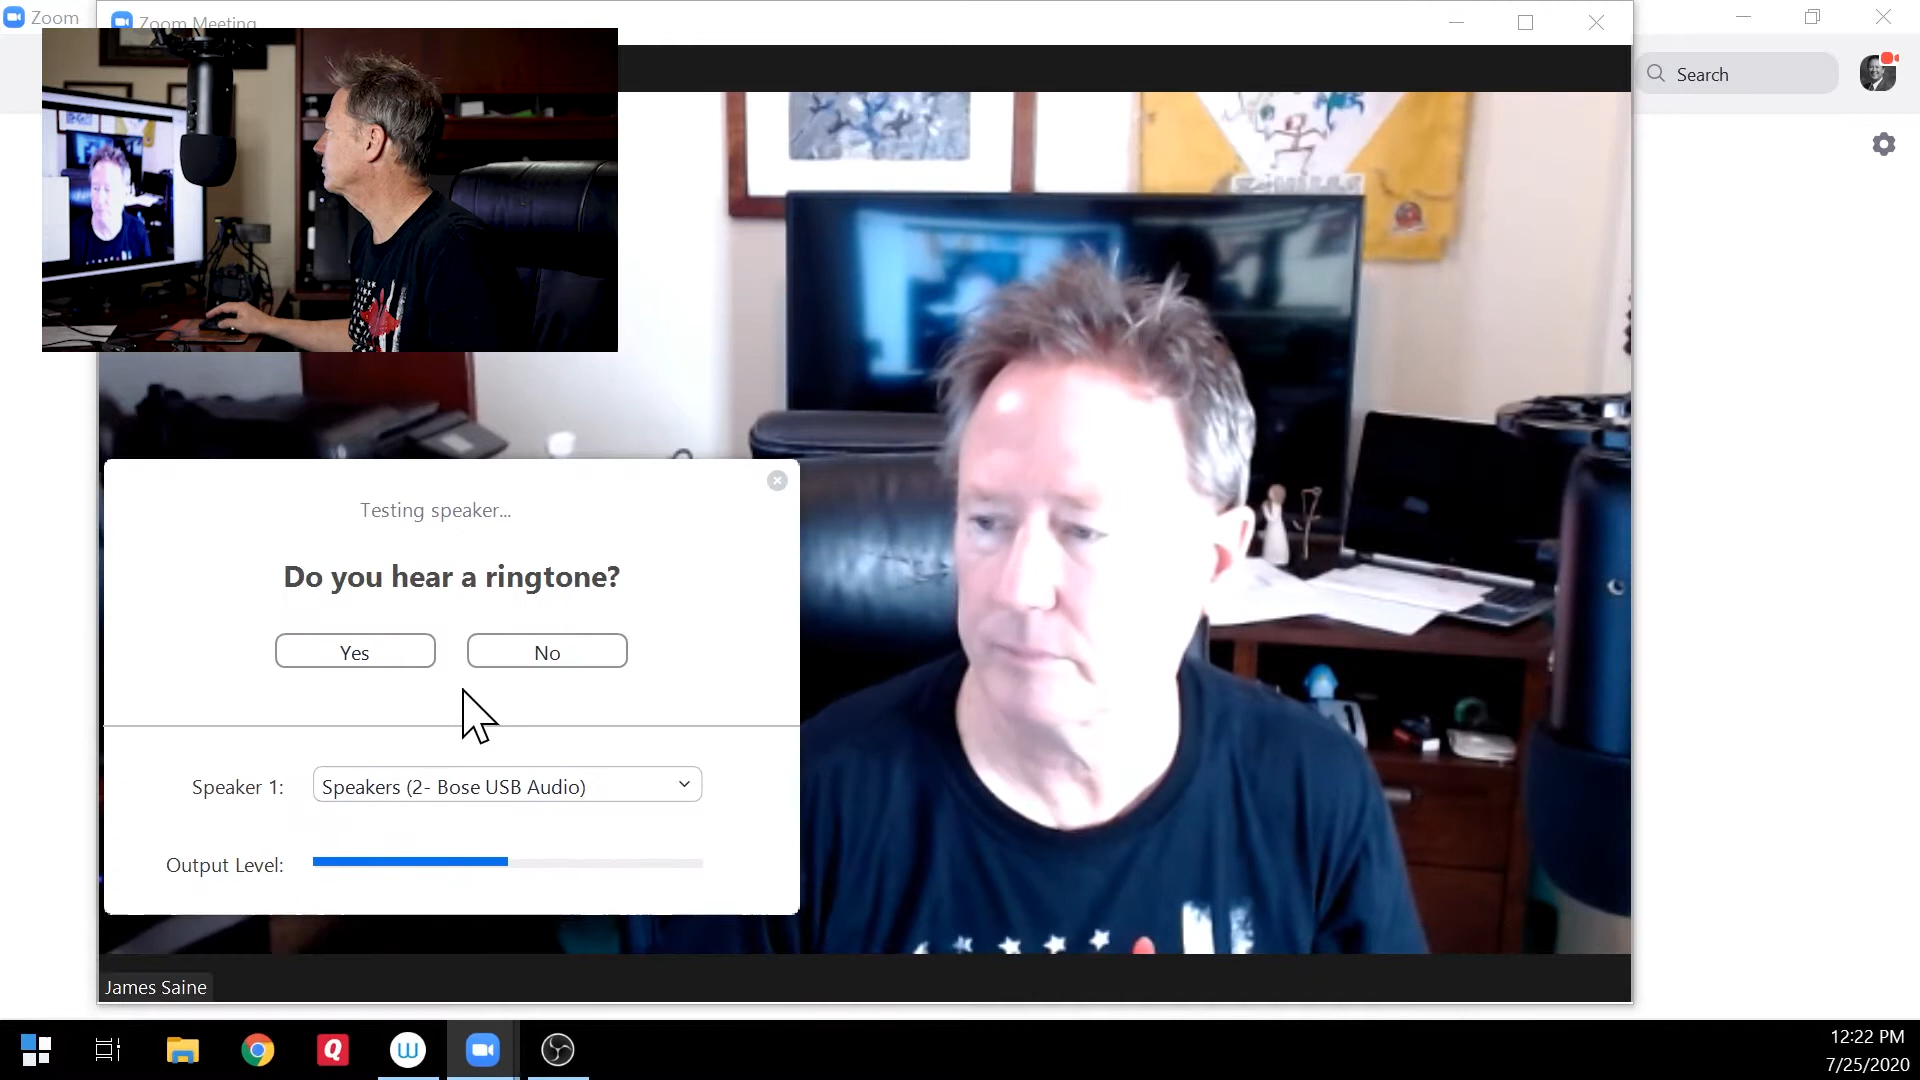 Zoom
Zoom Meeting
Search
Testing speaker...
Do you hear a ringtone?
Yes
No
Speaker 1:
Speakers (2- Bose USB Audio)
Output Level:
James Saine
12:22 PM
7/25/2020